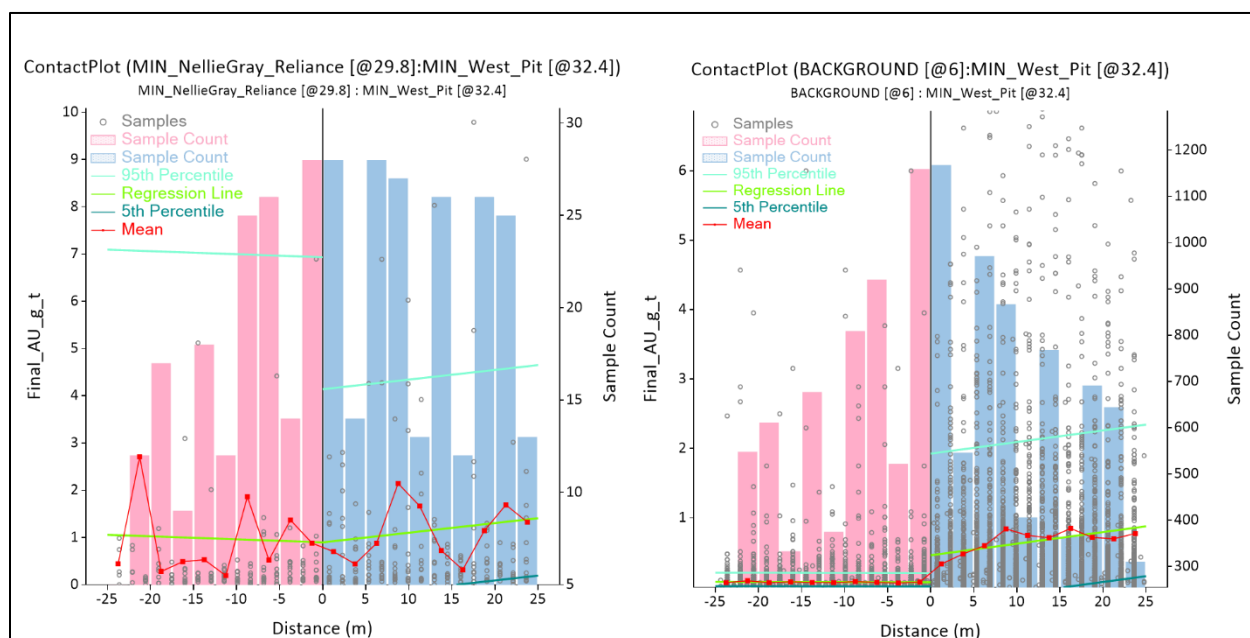 ContactPlot (MIN_NellieGray_Reliance [@29.8]:MIN_West_Pit [@32.4])
MIN_NellieGray_Reliance [@29.8] : MIN_West_Pit [@32.4]
Samples
Sample Count
Sample Count
95th Percentile
Regression Line
5th Percentile
Mean
Final_AU_g_t
10
9
8
7
6
5
4
3
2
1
0
30
25
20
15
10
5
Sample Count
-25 -20 -15 -10 -5 0 5 10 15 20 25
Distance (m)
ContactPlot (BACKGROUND [@6]:MIN_West_Pit [@32.4])
BACKGROUND [@6] : MIN_West_Pit [@32.4]
Samples
Sample Count
Sample Count
95th Percentile
Regression Line
5th Percentile
Mean
Final_AU_g_t
6
5
4
3
2
1
1200
1100
1000
900
800
700
600
500
400
300
Sample Count
-25 -20 -15 -10 -5 0 5 10 15 20 25
Distance (m)